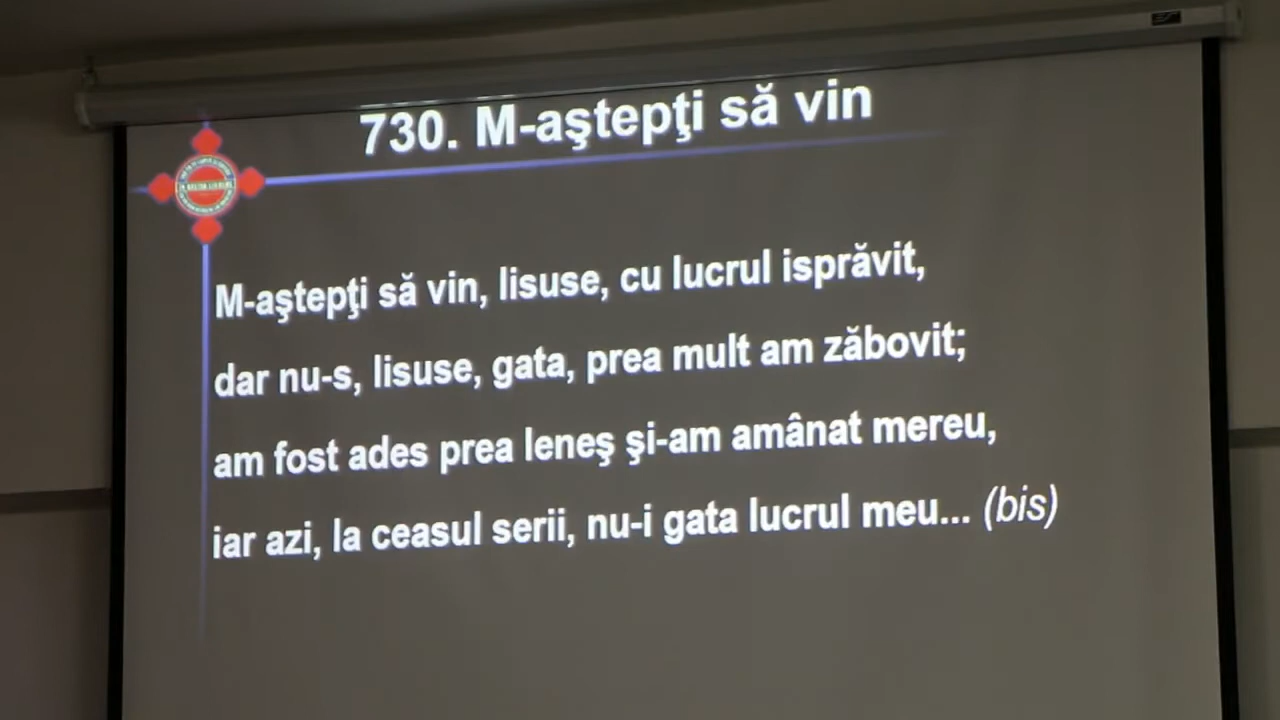 730. M-aştepţi să vin
M-aştepţi să vin, Iisuse, cu lucrul isprăvit,
dar nu-s, Iisuse, gata, prea mult am zăbovit;
am fost ades prea leneş şi-am amânat mereu,
iar azi, la ceasul serii, nu-i gata lucrul meu... (bis)